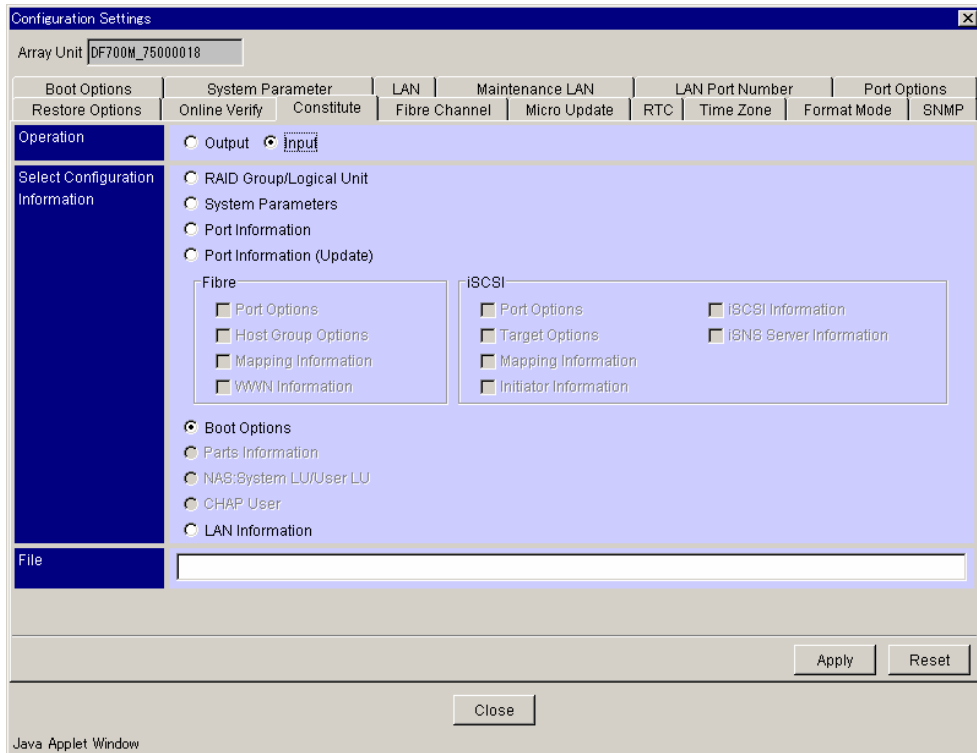 Configuration Settings
Array Unit DF700M_75000018
Boot Options System Parameter LAN Maintenance LAN LAN Port Number Port Options
Restore Options Online Verify Constitute Fibre Channel Micro Update RTC Time Zone Format Mode SNMP
Operation Output Input
Select Configuration Information
RAID Group/Logical Unit
System Parameters
Port Information
Port Information (Update)
Fibre
Port Options
Host Group Options
Mapping Information
WWN Information
iSCSI
Port Options
Target Options
Mapping Information
Initiator Information
iSCSI Information
iSNS Server Information
Boot Options
Parts Information
NAS:System LU/User LU
CHAP User
LAN Information
File
Apply Reset
Close
Java Applet Window